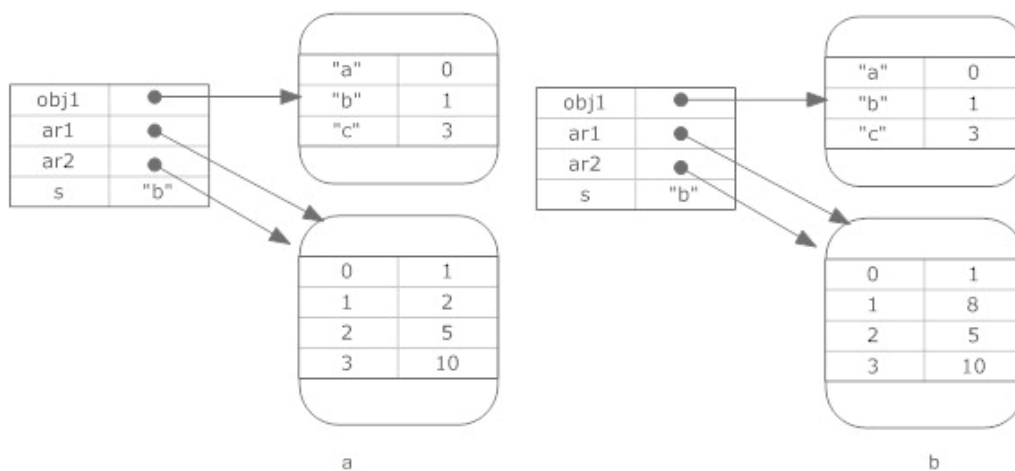 "a" 0
"b" 1
"c" 3
obj1
ar1
ar2
s "b"
0 1
1 2
2 5
3 10
a
"a" 0
"b" 1
"c" 3
obj1
ar1
ar2
s "b"
0 1
1 8
2 5
3 10
b